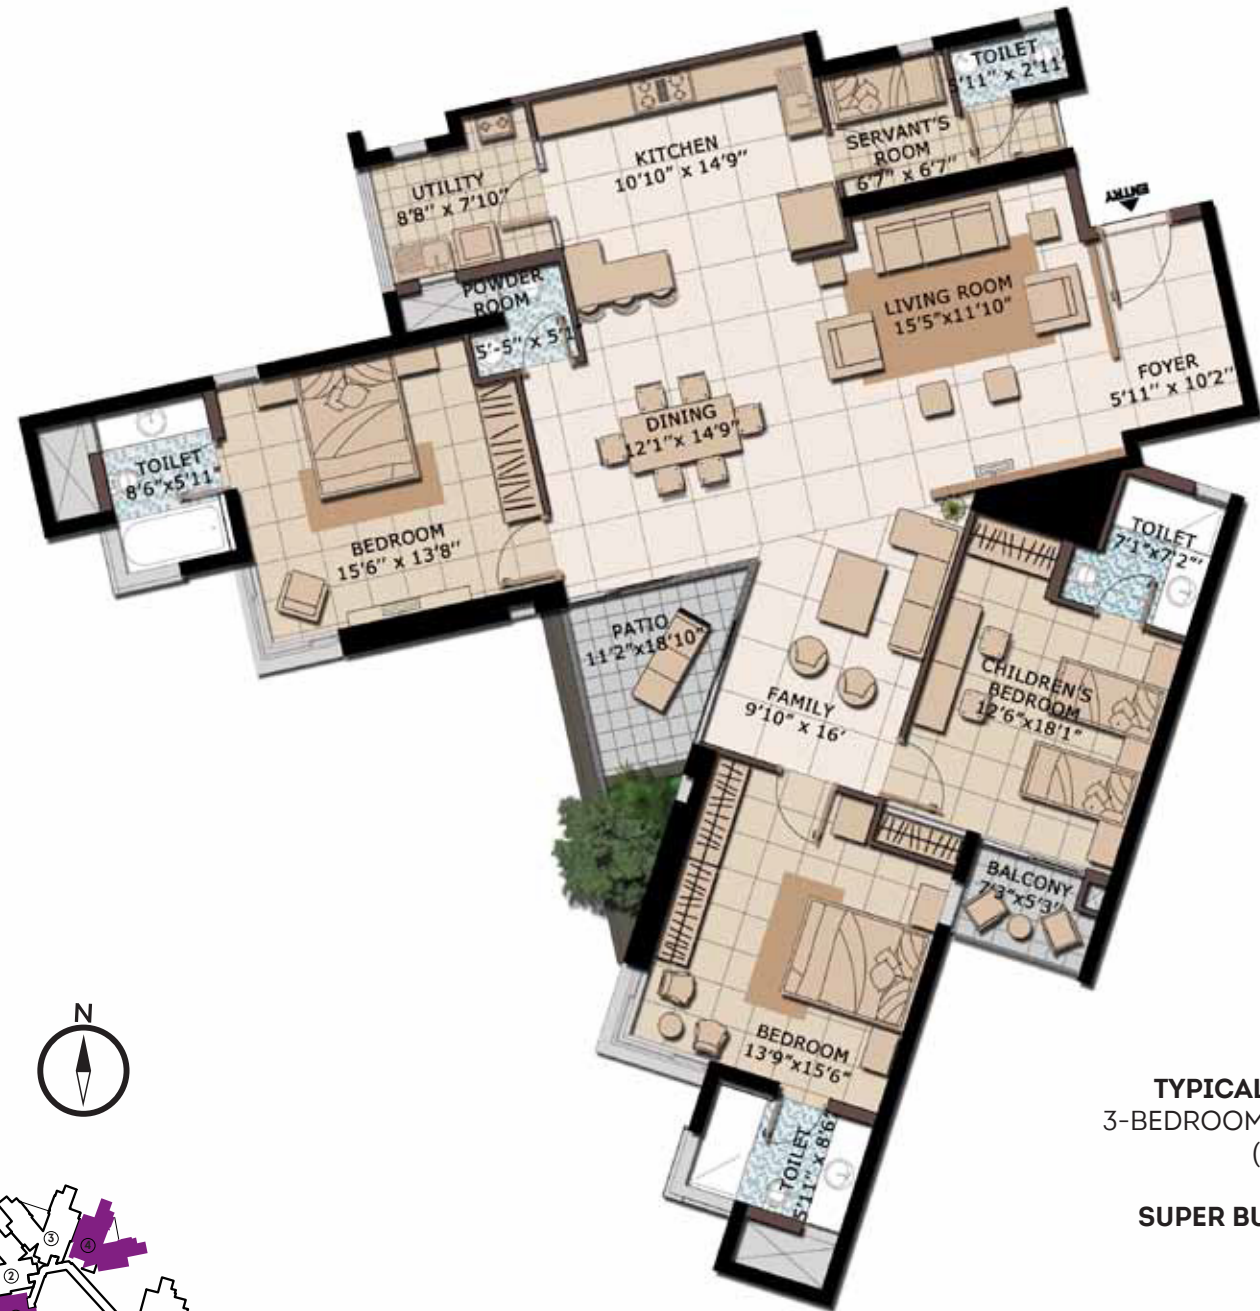 TOILET
5'11" x 2'11"
SERVANT'S
ROOM
6'7" x 6'7"
KITCHEN
10'10" x 14'9"
UTILITY
8'8" x 7'10"
ENTRY
POWDER
ROOM
5'-5" x 5'
LIVING ROOM
15'5"x11'10"
FOYER
5'11" x 10'2"
DINING
12'1"x 14'9"
TOILET
8'6"x5'11"
BEDROOM
15'6" x 13'8"
TOILET
7'1"x7'2"'
PATIO
11'2"x18'10"
CHILDREN'S
BEDROOM
12'6"x18'1"
FAMILY
9'10" x 16'
BALCONY
7'3"x5'3"
BEDROOM
13'9"x15'6"
TOILET
5'11" x 8'6"
N
TYPICAL
3-BEDROOM
(
SUPER BU
3
4
2